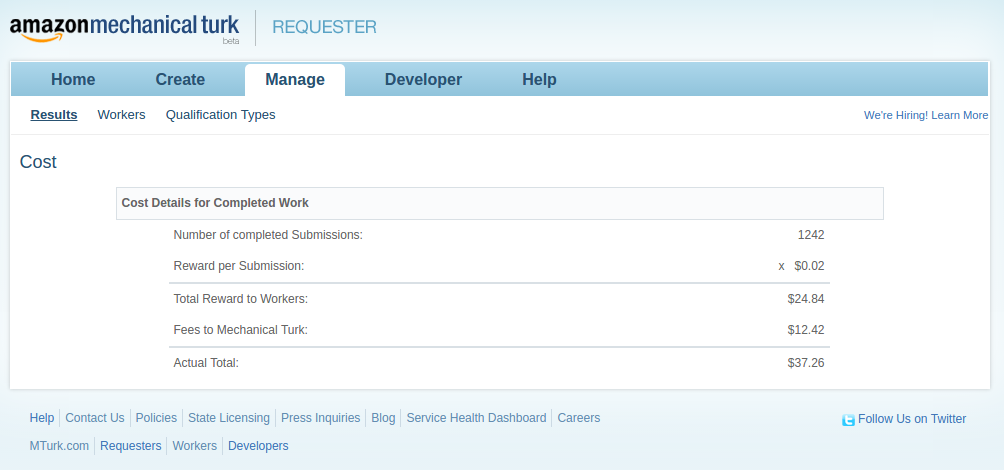 amazonmechanical turk
beta
REQUESTER
Home Create Manage Developer Help
Results Workers Qualification Types We're Hiring! Learn More
Cost
Cost Details for Completed Work
Number of completed Submissions: 1242
Reward per Submission: x $0.02
Total Reward to Workers: $24.84
Fees to Mechanical Turk: $12.42
Actual Total: $37.26
Help Contact Us Policies State Licensing Press Inquiries Blog Service Health Dashboard Careers Follow Us on Twitter
MTurk.com Requesters Workers Developers